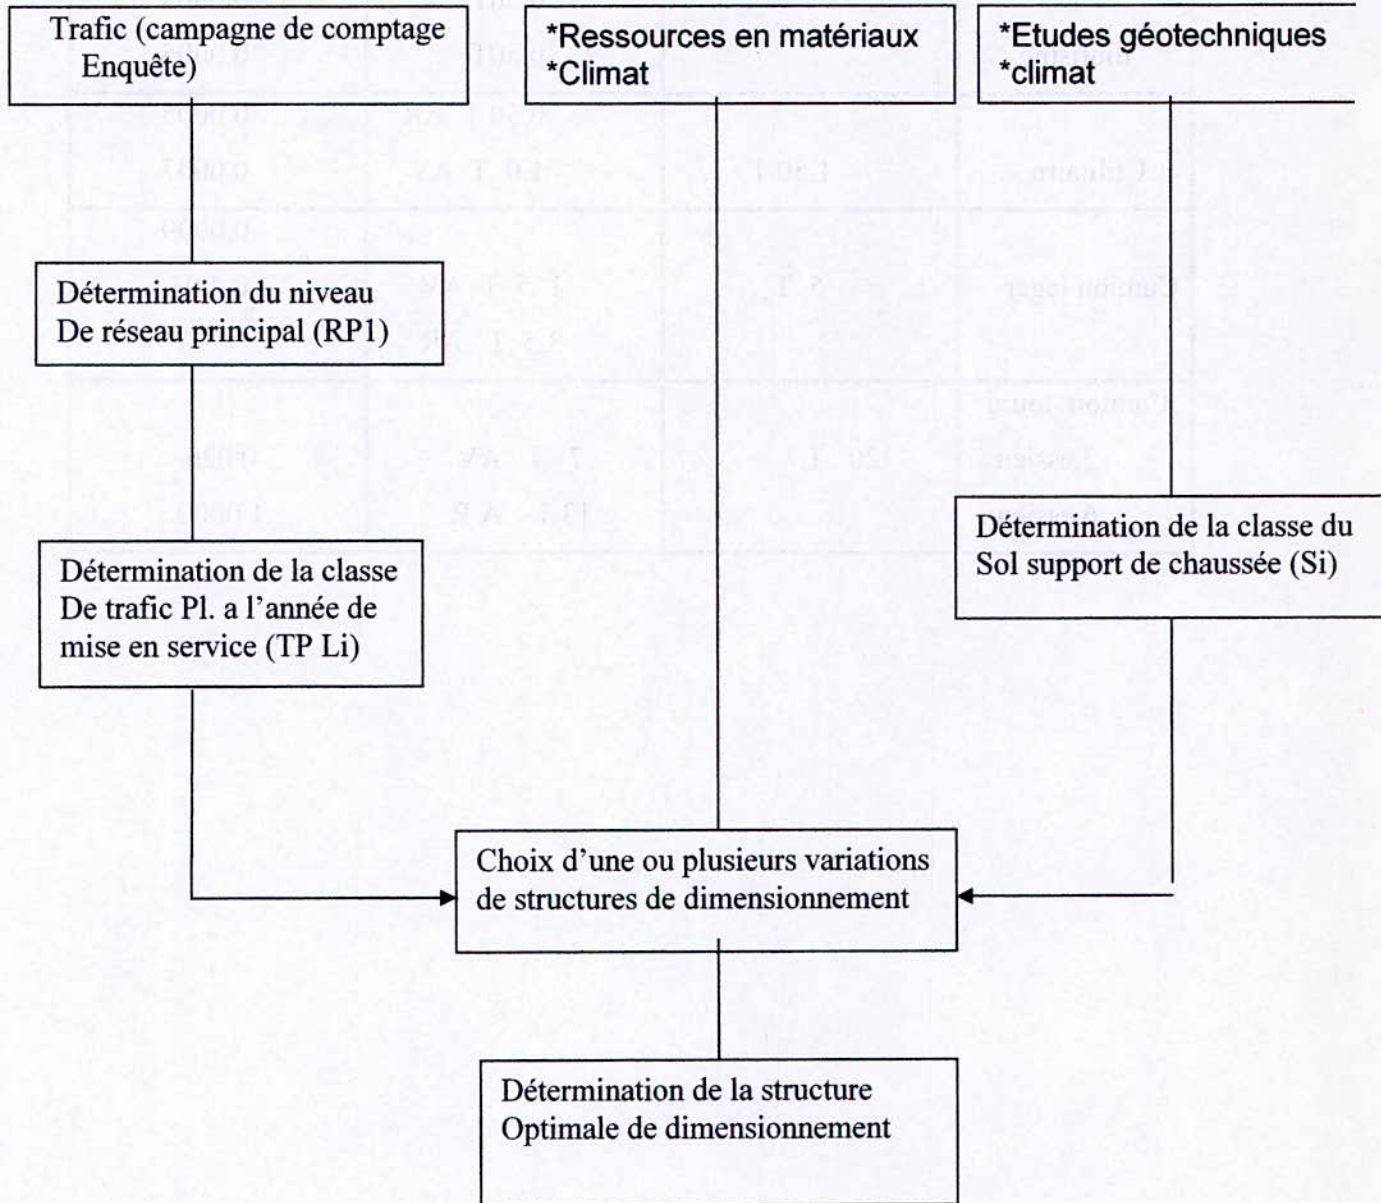 Trafic (campagne de comptage
Enquête)
*Ressources en matériaux
*Climat
*Etudes géotechniques
*climat
Détermination du niveau
De réseau principal (RP1)
Détermination de la classe
De trafic Pl. a l'année de
mise en service (TP Li)
Détermination de la classe du
Sol support de chaussée (Si)
Choix d'une ou plusieurs variations
de structures de dimensionnement
Détermination de la structure
Optimale de dimensionnement